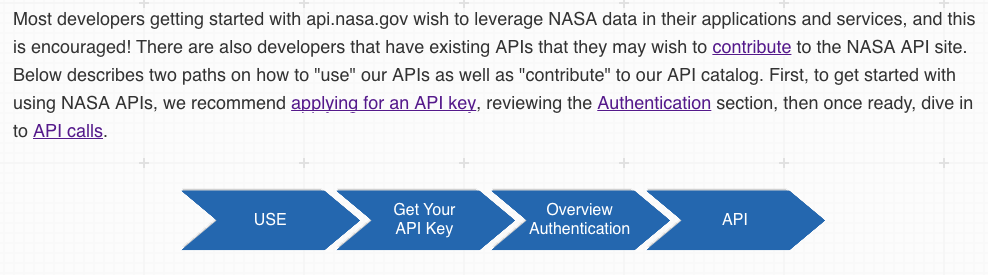 Most developers getting started with api.nasa.gov wish to leverage NASA data in their applications and services, and this
is encouraged! There are also developers that have existing APIs that they may wish to contribute to the NASA API site.
Below describes two paths on how to "use" our APIs as well as "contribute" to our API catalog. First, to get started with
using NASA APIs, we recommend applying for an API key, reviewing the Authentication section, then once ready, dive in
to API calls.
USE
Get Your
API Key
Overview
Authentication
API